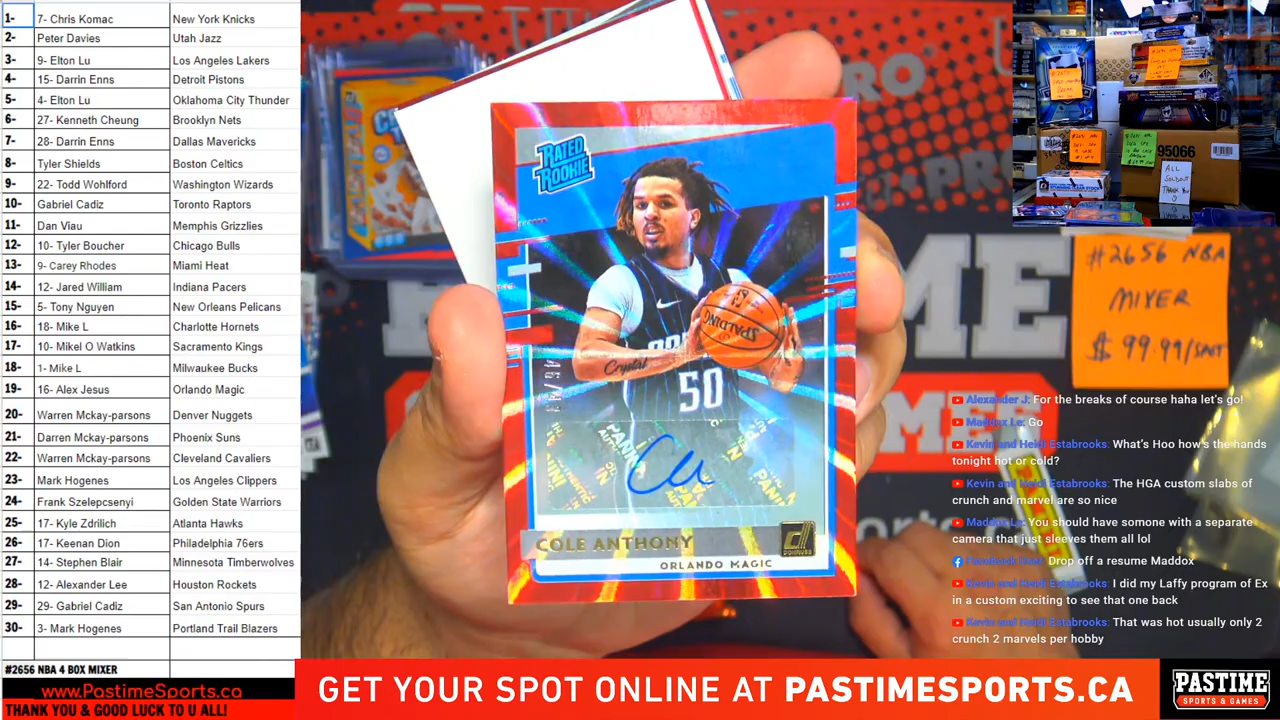 1- 7- Chris Komac New York Knicks
2- Peter Davies Utah Jazz
3- 9- Elton Lu Los Angeles Lakers
4- 15- Darrin Enns Detroit Pistons
5- 4- Elton Lu Oklahoma City Thunder
6- 27- Kenneth Cheung Brooklyn Nets
7- 28- Darrin Enns Dallas Mavericks
8- Tyler Shields Boston Celtics
9- 22- Todd Wohlford Washington Wizards
10- Gabriel Cadiz Toronto Raptors
11- Dan Viau Memphis Grizzlies
12- 10- Tyler Boucher Chicago Bulls
13- 9- Carey Rhodes Miami Heat
14- 12- Jared William Indiana Pacers
15- 5- Tony Nguyen New Orleans Pelicans
16- 18- Mike L Charlotte Hornets
17- 10- Mikel O Watkins Sacramento Kings
18- 1- Mike L Milwaukee Bucks
19- 16- Alex Jesus Orlando Magic
20- Warren Mckay-parsons Denver Nuggets
21- Darren Mckay-parsons Phoenix Suns
22- Warren Mckay-parsons Cleveland Cavaliers
23- Mark Hogenes Los Angeles Clippers
24- Frank Szelepcsenyi Golden State Warriors
25- 17- Kyle Zdrilich Atlanta Hawks
26- 17- Keenan Dion Philadelphia 76ers
27- 14- Stephen Blair Minnesota Timberwolves
28- 12- Alexander Lee Houston Rockets
29- 29- Gabriel Cadiz San Antonio Spurs
30- 3- Mark Hogenes Portland Trail Blazers
#2656 NBA 4 BOX MIXER
www.PastimeSports.ca
THANK YOU & GOOD LUCK TO U ALL!
RATED
ROOKIE
SPALDING
Crystal
50
PANINI
COLE ANTHONY
DONRUSS
ORLANDO MAGIC
95066
ALL
SOLDOUT
THANK
YOU
#2656 NBA
MIXER
$99.99/SPOT
Alexander J: For the breaks of course haha let's go!
Maddox Le: Go
Kevin and Heidi Estabrooks: What's Hoo how's the hands
tonight hot or cold?
Kevin and Heidi Estabrooks: The HGA custom slabs of
crunch and marvel are so nice
Maddox Le: You should have somone with a separate
camera that just sleeves them all lol
Facebook User: Drop off a resume Maddox
Kevin and Heidi Estabrooks: I did my Laffy program of Ex
in a custom exciting to see that one back
Kevin and Heidi Estabrooks: That was hot usually only 2
crunch 2 marvels per hobby
GET YOUR SPOT ONLINE AT PASTIMESPORTS.CA
PASTIME
SPORTS & GAMES